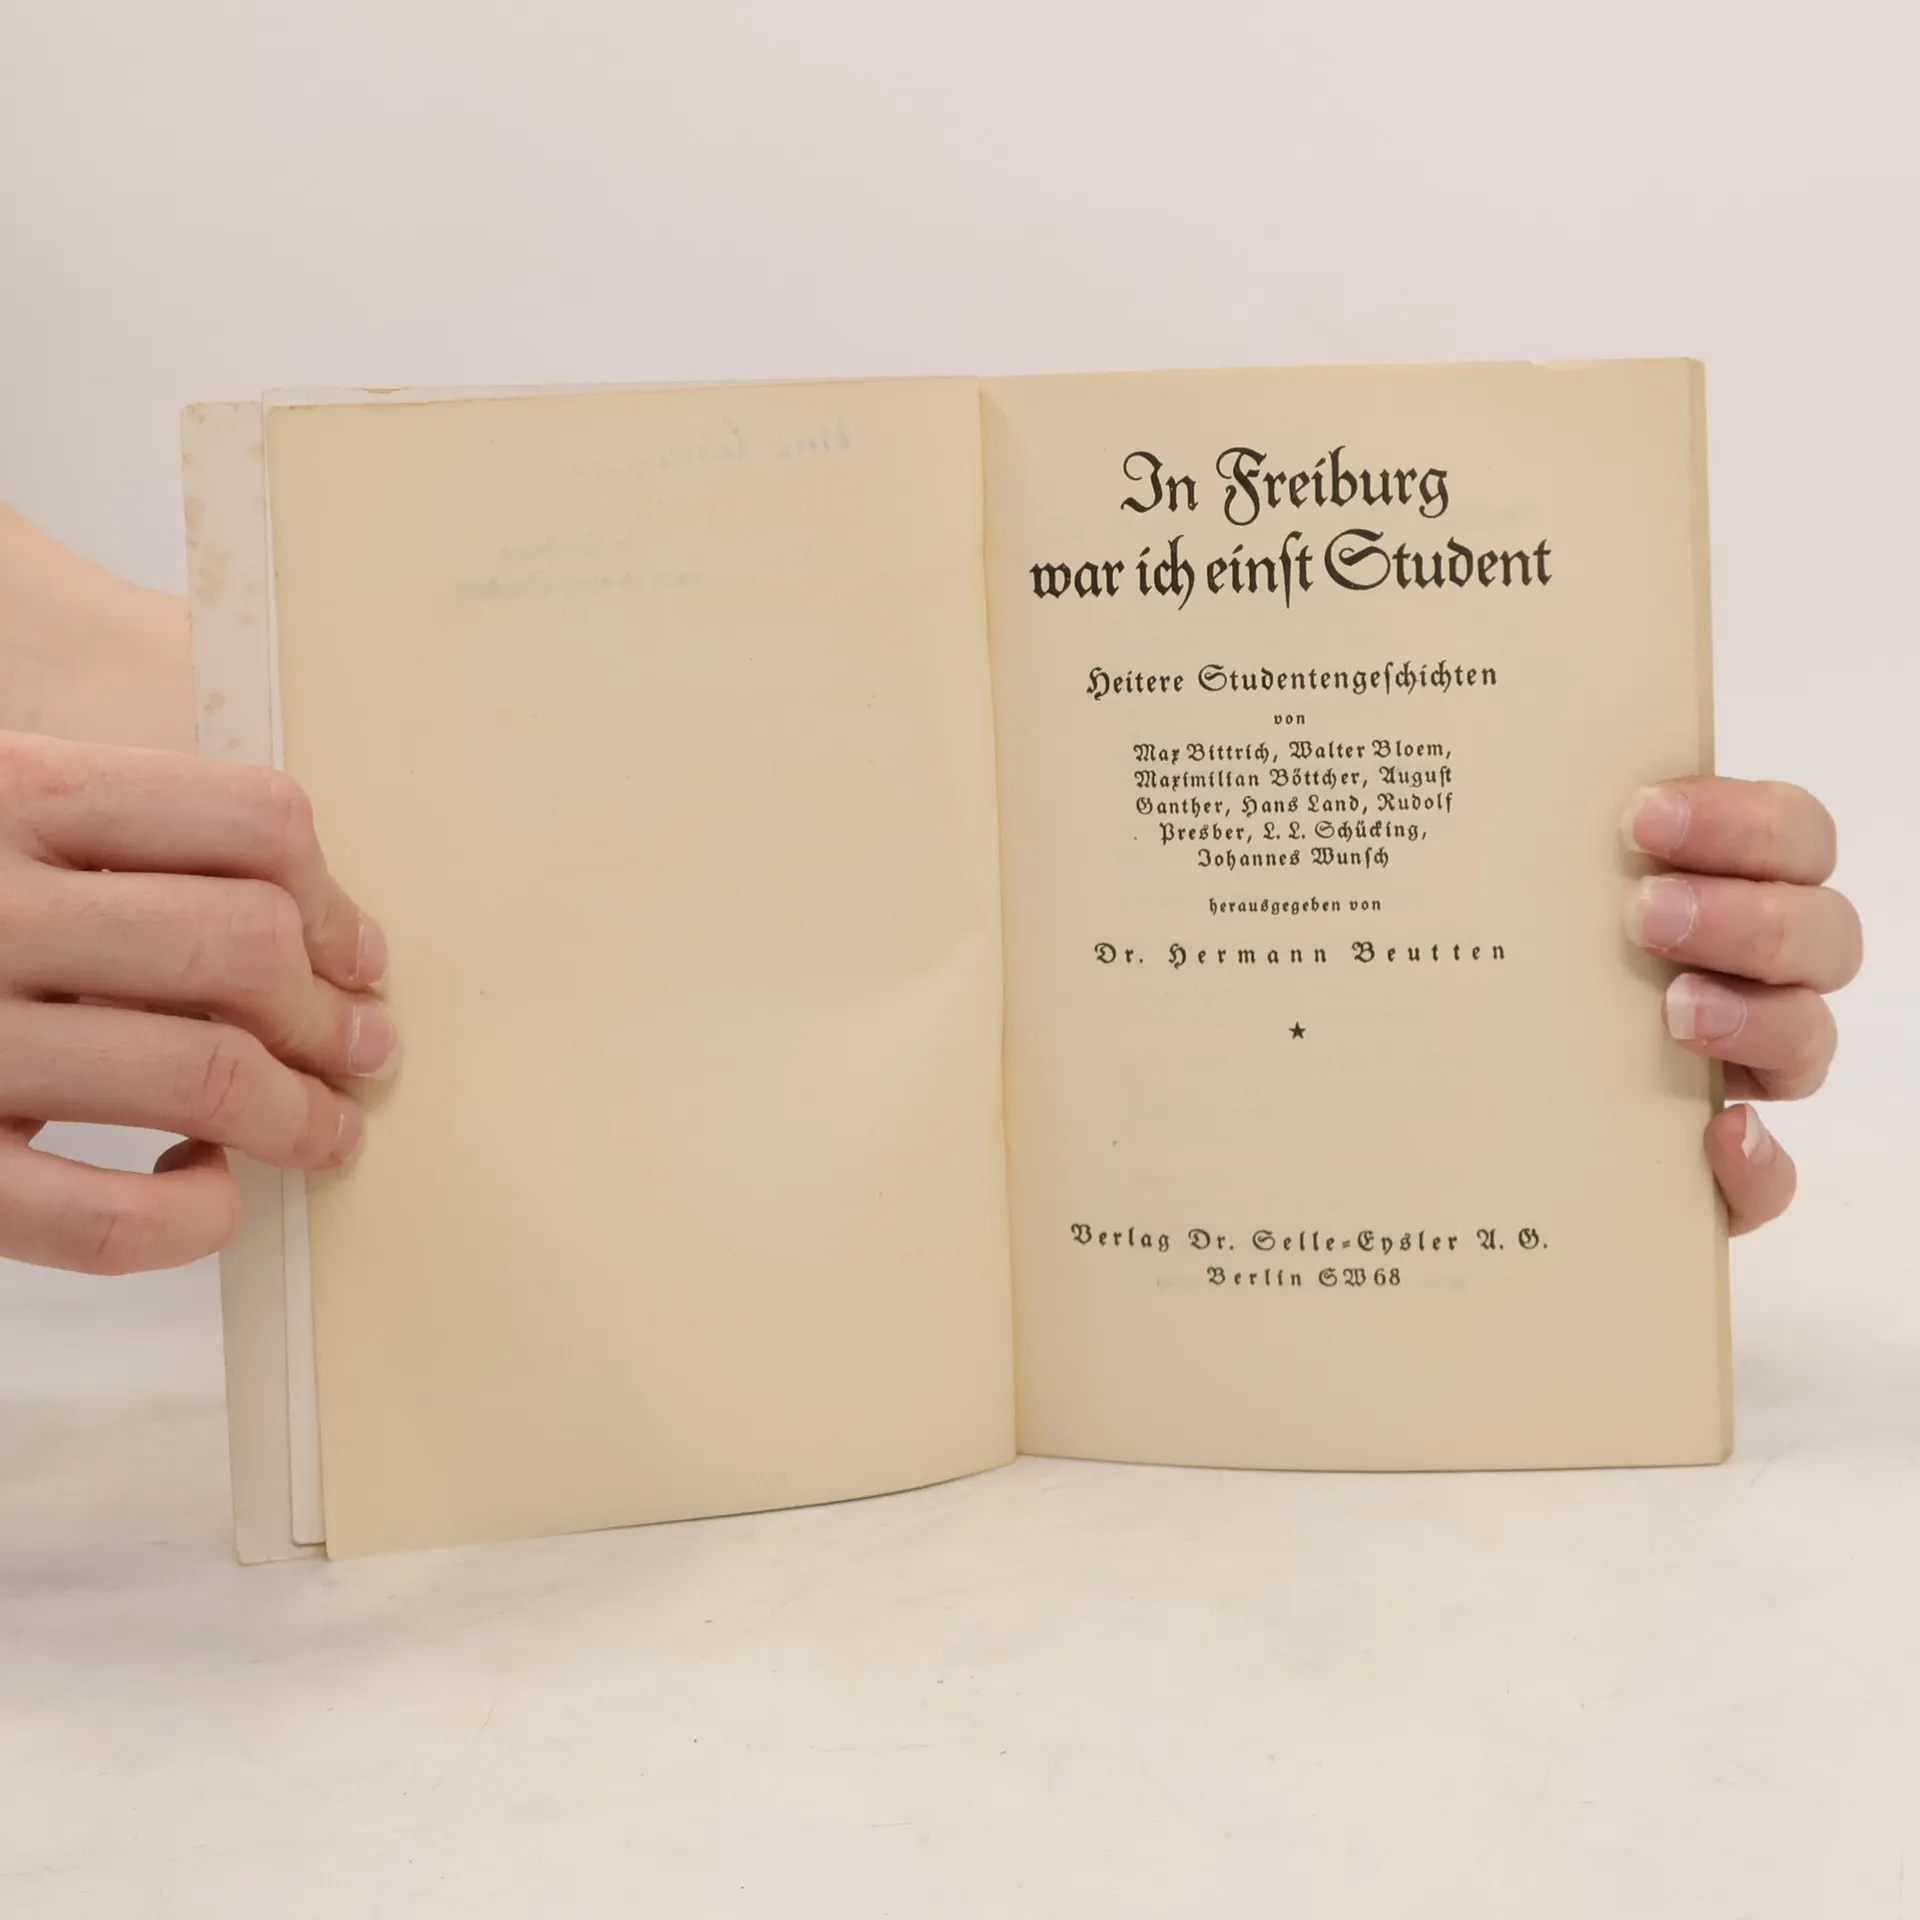 In Freiburg
war ich einſt Student
Heitere Studentengeſchichten
von
Max Bittrich, Walter Bloem,
Maximilian Böttcher, Auguſt
Ganther, Hans Land, Rudolf
Presber, L. L. Schücking,
Johannes Wunſch
herausgegeben von
Dr. Hermann Beutten
★
Verlag Dr. Selle-Eysler A. G.
Berlin SW 68